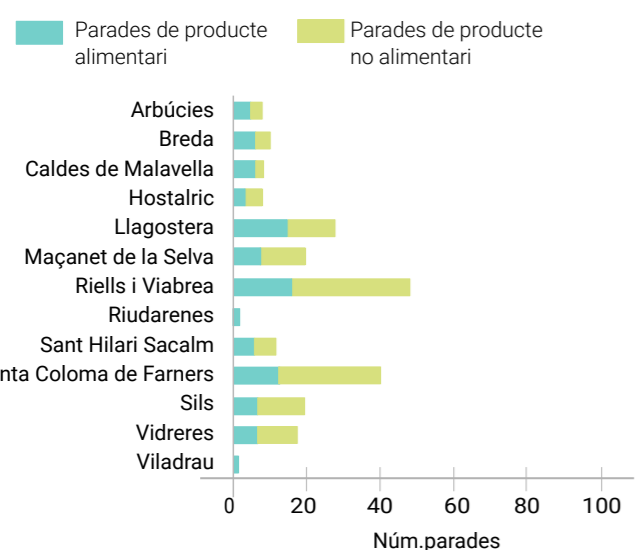 Parades de producte
alimentari
Parades de producte
no alimentari
Arbúcies
Breda
Caldes de Malavella
Hostalric
Llagostera
Maçanet de la Selva
Riells i Viabrea
Riudarenes
Sant Hilari Sacalm
nta Coloma de Farners
Sils
Vidreres
Viladrau
0 20 40 60 80 100
Núm.parades